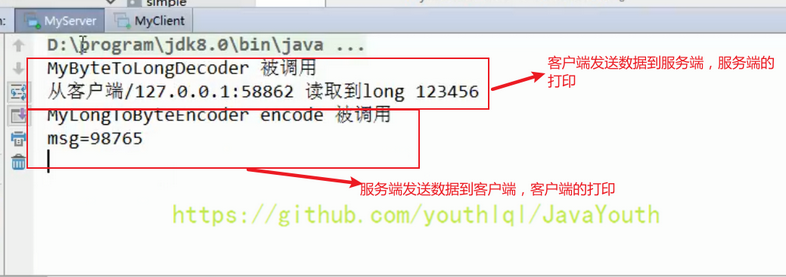 simple
n: MyServer MyClient
D:\program\jdk8.0\bin\java ...
MyByteToLongDecoder 被调用
从客户端/127.0.0.1:58862 读取到long 123456
MyLongToByteEncoder encode 被调用
msg=98765
客户端发送数据到服务端，服务端的
打印
服务端发送数据到客户端，客户端的打印
https://github.com/youthlql/JavaYouth